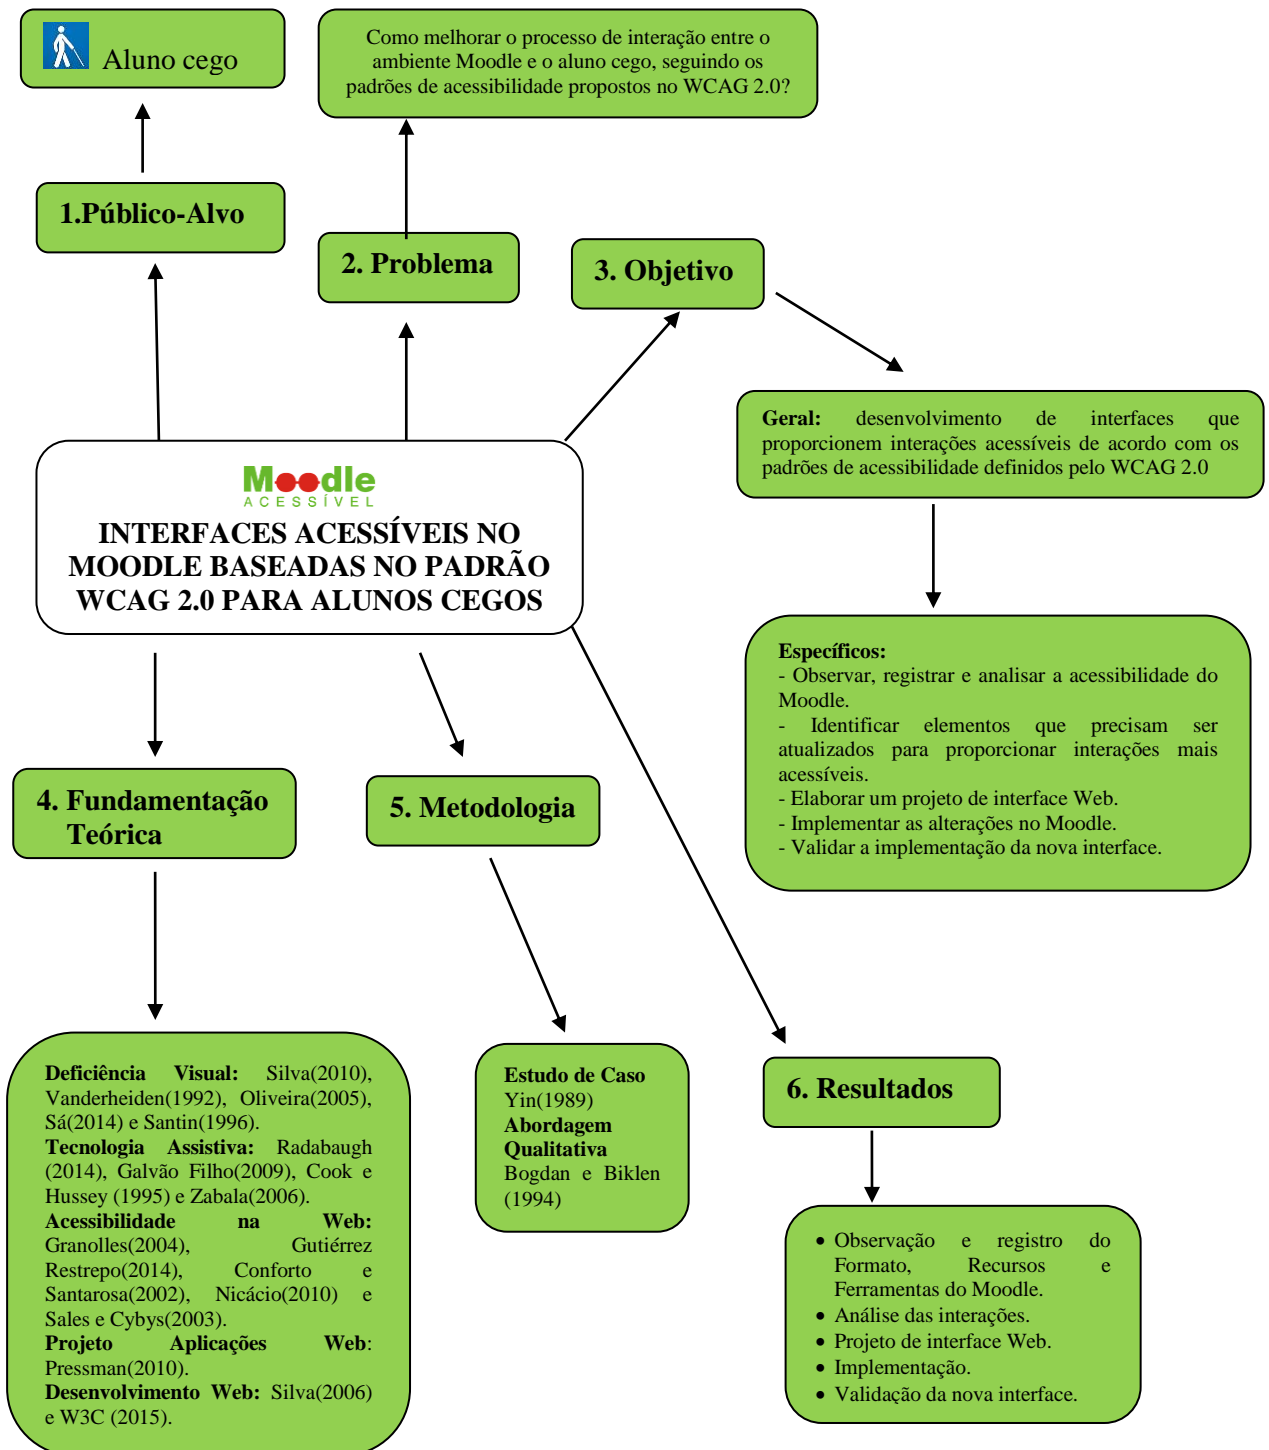 Aluno cego
Como melhorar o processo de interação entre o
ambiente Moodle e o aluno cego, seguindo os
padrões de acessibilidade propostos no WCAG 2.0?
1.Público-Alvo
2. Problema
3. Objetivo
Geral: desenvolvimento de interfaces que
proporcionem interações acessíveis de acordo com os
padrões de acessibilidade definidos pelo WCAG 2.0
Moodle
ACESSÍVEL
INTERFACES ACESSÍVEIS NO
MOODLE BASEADAS NO PADRÃO
WCAG 2.0 PARA ALUNOS CEGOS
Específicos:
- Observar, registrar e analisar a acessibilidade do
Moodle.
- Identificar elementos que precisam ser
atualizados para proporcionar interações mais
acessíveis.
- Elaborar um projeto de interface Web.
- Implementar as alterações no Moodle.
- Validar a implementação da nova interface.
4. Fundamentação
Teórica
5. Metodologia
Deficiência Visual: Silva(2010),
Vanderheiden(1992), Oliveira(2005),
Sá(2014) e Santin(1996).
Tecnologia Assistiva: Radabaugh
(2014), Galvão Filho(2009), Cook e
Hussey (1995) e Zabala(2006).
Acessibilidade na Web:
Granolles(2004), Gutiérrez
Restrepo(2014), Conforto e
Santarosa(2002), Nicácio(2010) e
Sales e Cybys(2003).
Projeto Aplicações Web:
Pressman(2010).
Desenvolvimento Web: Silva(2006)
e W3C (2015).
Estudo de Caso
Yin(1989)
Abordagem
Qualitativa
Bogdan e Biklen
(1994)
6. Resultados
• Observação e registro do
Formato, Recursos e
Ferramentas do Moodle.
• Análise das interações.
• Projeto de interface Web.
• Implementação.
• Validação da nova interface.